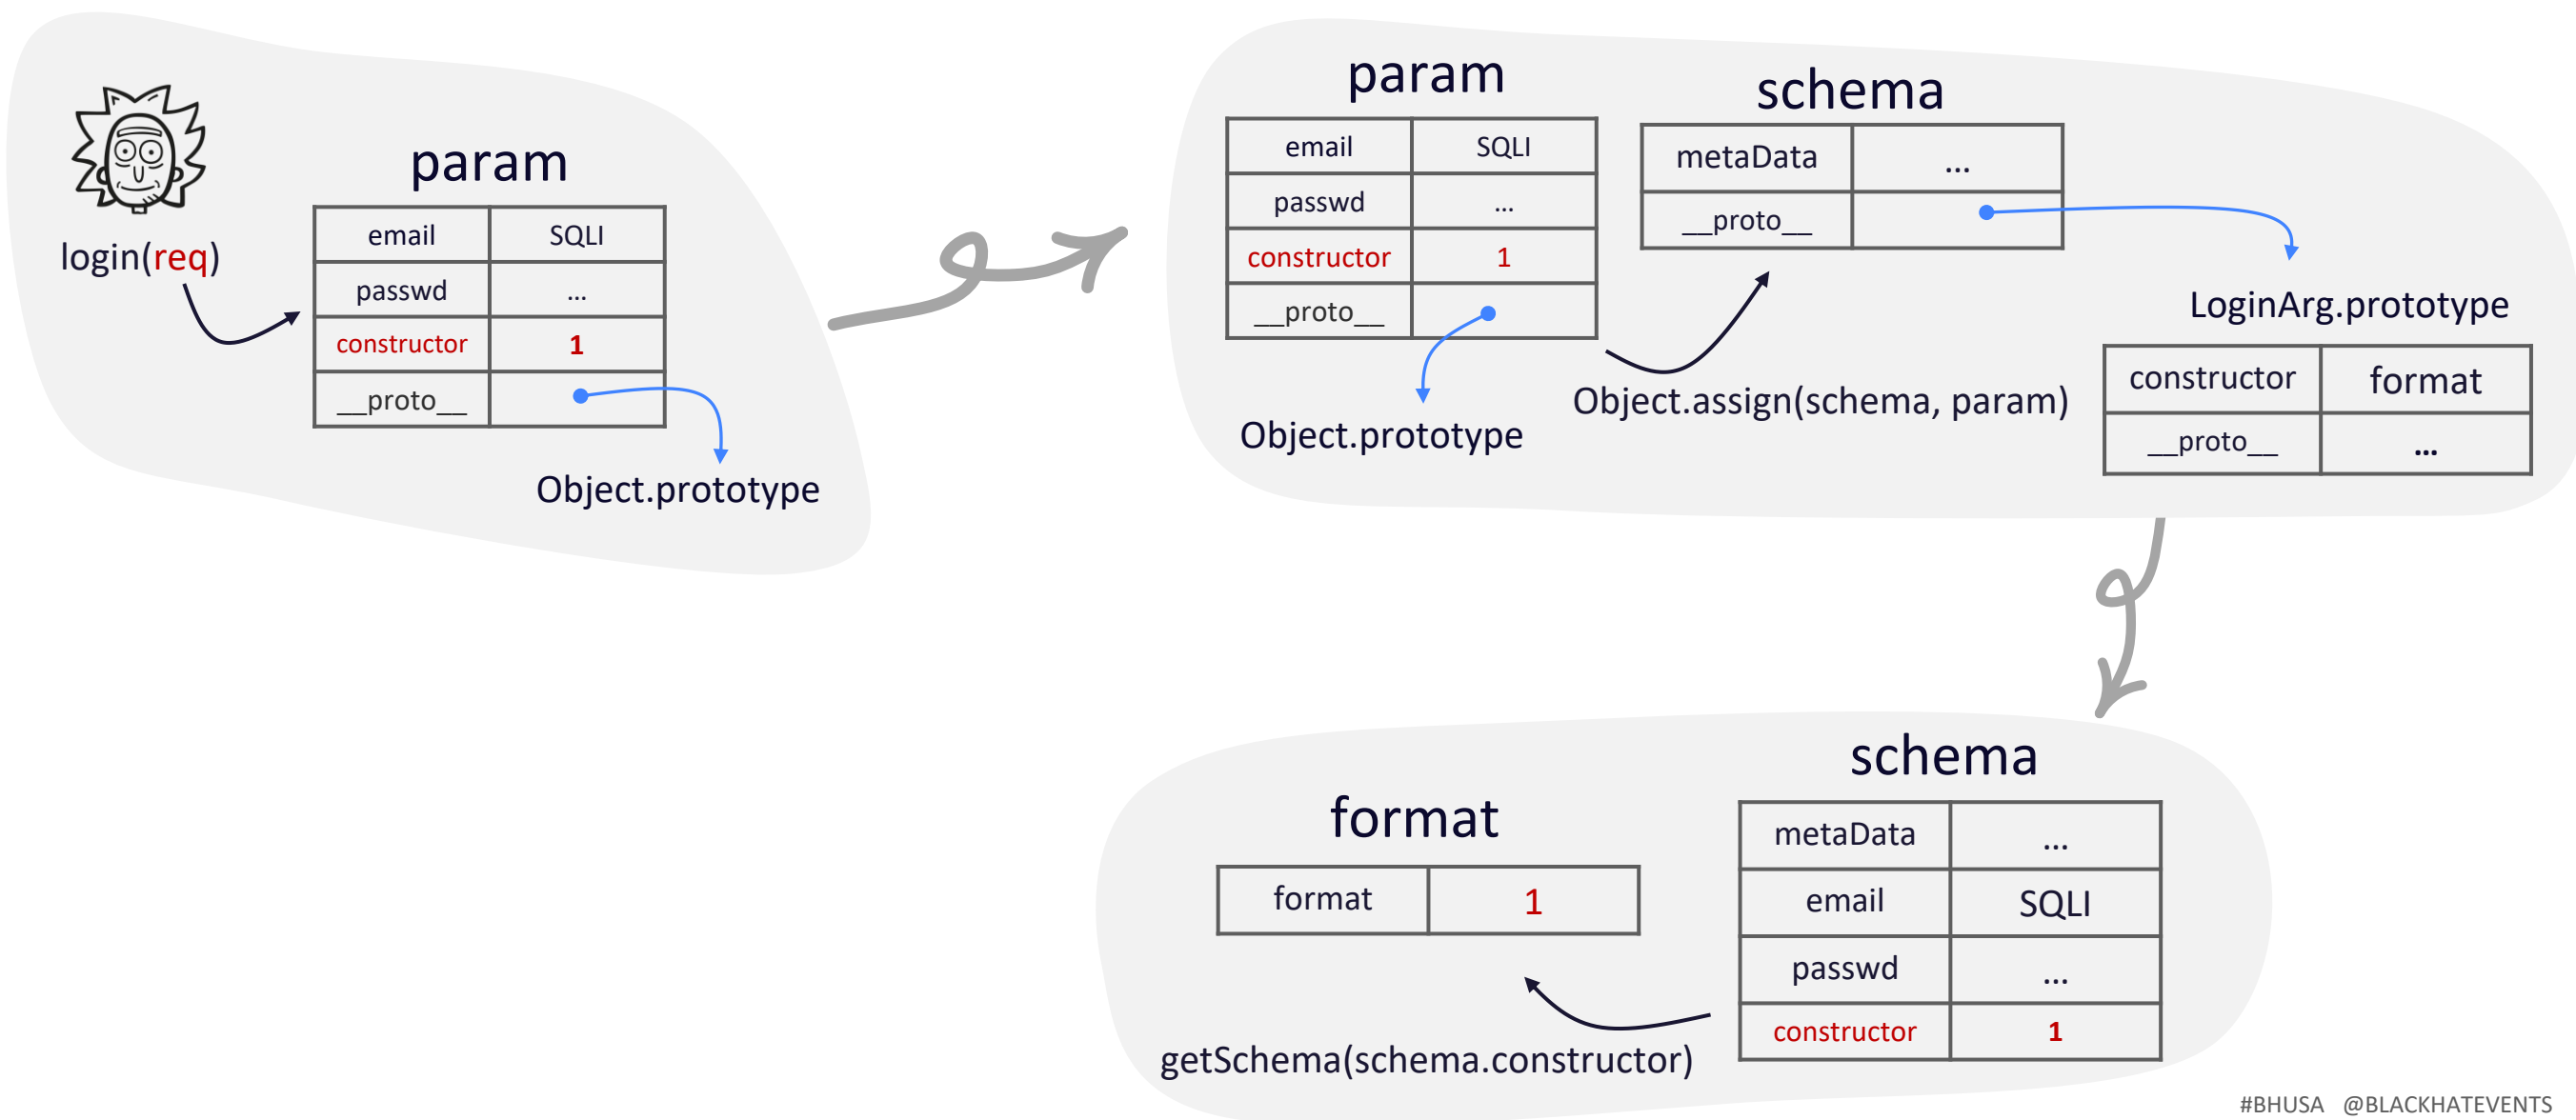 param
login(req)
email SQLI
passwd ...
constructor 1
__proto__
Object.prototype
param
email SQLI
passwd ...
constructor 1
__proto__
Object.prototype
schema
metaData ...
__proto__
Object.assign(schema, param)
LoginArg.prototype
constructor format
__proto__ ...
format
format 1
getSchema(schema.constructor)
schema
metaData ...
email SQLI
passwd ...
constructor 1
#BHUSA @BLACKHATEVENTS